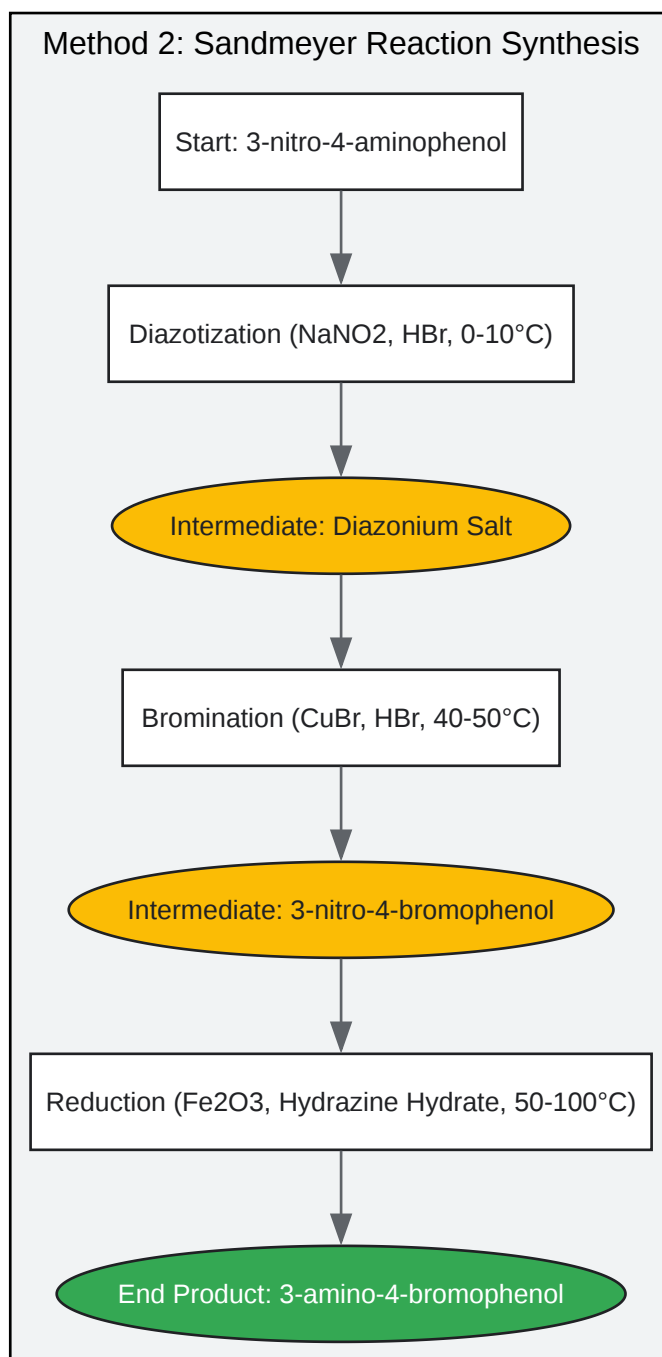 Method 2: Sandmeyer Reaction Synthesis
Start: 3-nitro-4-aminophenol
Diazotization (NaNO2, HBr, 0-10°C)
Intermediate: Diazonium Salt
Bromination (CuBr, HBr, 40-50°C)
Intermediate: 3-nitro-4-bromophenol
Reduction (Fe2O3, Hydrazine Hydrate, 50-100°C)
End Product: 3-amino-4-bromophenol